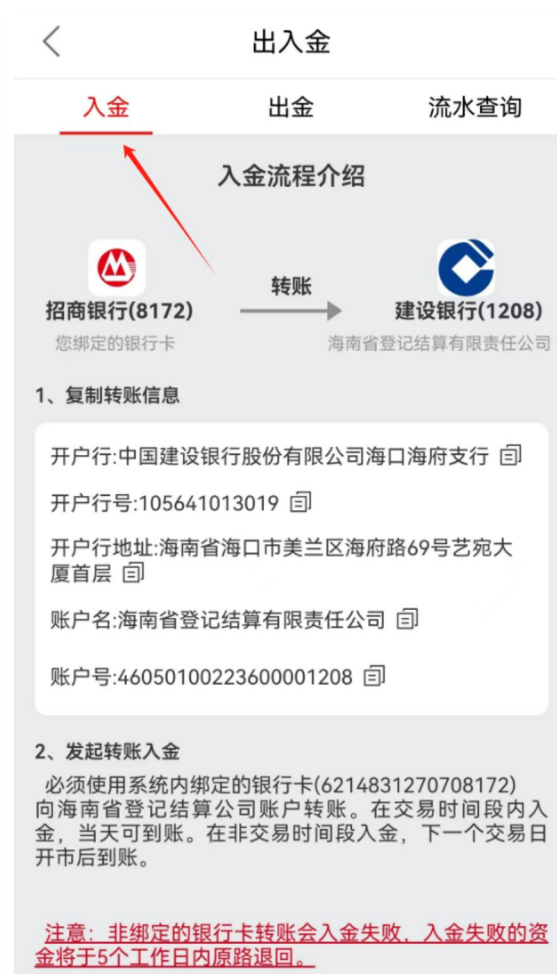 出入金
入金 出金 流水查询
入金流程介绍
转账
招商银行(8172) 建设银行(1208)
您绑定的银行卡 海南省登记结算有限责任公司
1、复制转账信息
开户行:中国建设银行股份有限公司海口海府支行
开户行号:105641013019
开户行地址:海南省海口市美兰区海府路69号艺宛大
厦首层
账户名:海南省登记结算有限责任公司
账户号:46050100223600001208
2、发起转账入金
必须使用系统内绑定的银行卡(6214831270708172)
向海南省登记结算公司账户转账。在交易时间段内入
金，当天可到账。在非交易时间段入金，下一个交易日
开市后到账。
注意：非绑定的银行卡转账会入金失败，入金失败的资
金将于5个工作日内原路退回。